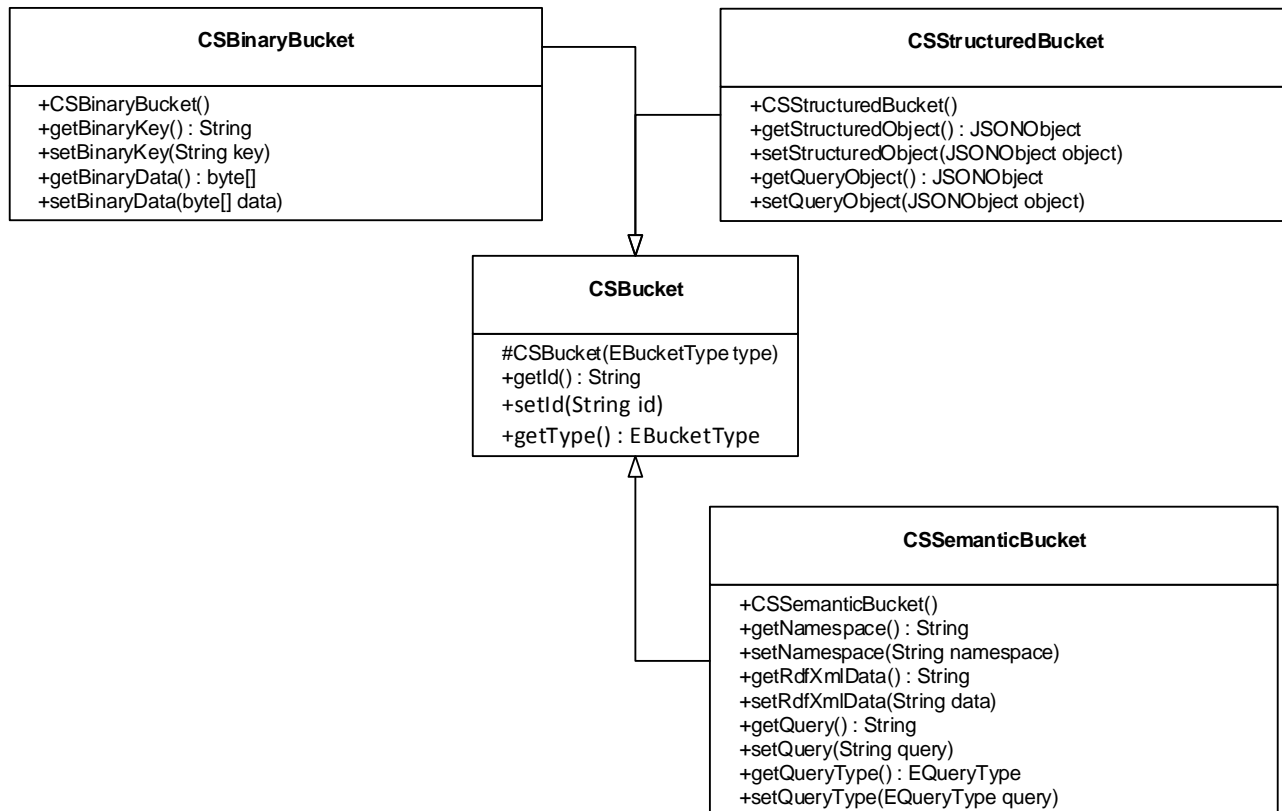 CSBinaryBucket
+CSBinaryBucket()
+getBinaryKey() : String
+setBinaryKey(String key)
+getBinaryData() : byte[]
+setBinaryData(byte[] data)
CSStructuredBucket
+CSStructuredBucket()
+getStructuredObject() : JSONObject
+setStructuredObject(JSONObject object)
+getQueryObject() : JSONObject
+setQueryObject(JSONObject object)
CSBucket
#CSBucket(EBucketType type)
+getId() : String
+setId(String id)
+getType() : EBucketType
CSSemanticBucket
+CSSemanticBucket()
+getNamespace() : String
+setNamespace(String namespace)
+getRdfXmlData() : String
+setRdfXmlData(String data)
+getQuery() : String
+setQuery(String query)
+getQueryType() : EQueryType
+setQueryType(EQueryType query)